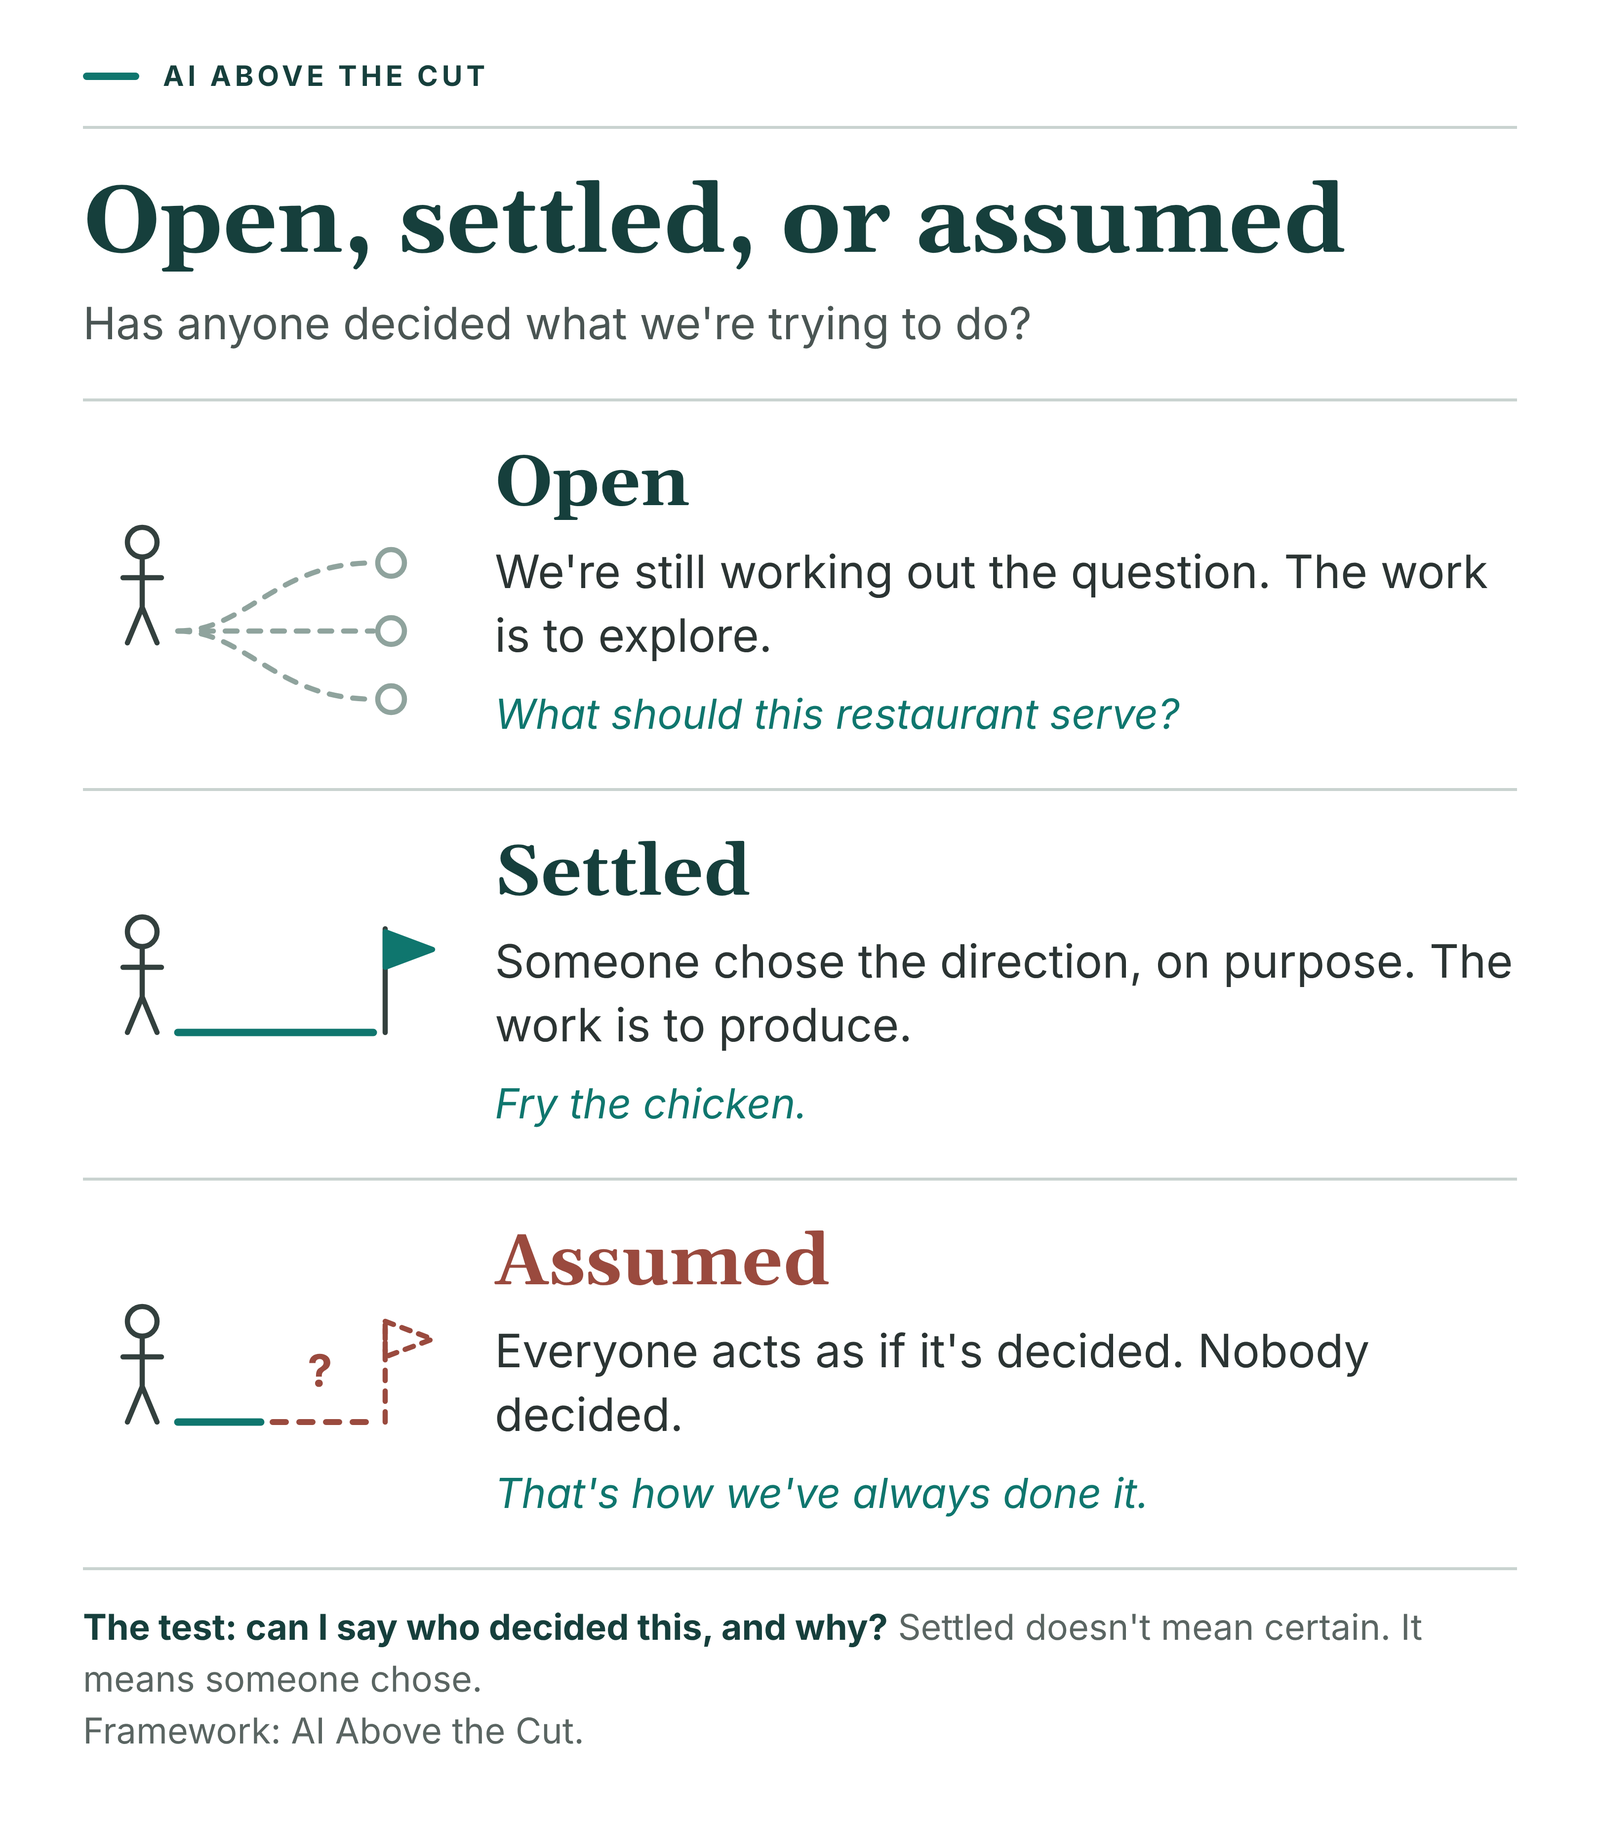 AI ABOVE THE CUT
Open, settled, or assumed
Has anyone decided what we're trying to do?
Open
We're still working out the question. The work
is to explore.
What should this restaurant serve?
Settled
Someone chose the direction, on purpose. The
work is to produce.
Fry the chicken.
Assumed
?
Everyone acts as if it's decided. Nobody
decided.
That's how we've always done it.
The test: can I say who decided this, and why? Settled doesn't mean certain. It
means someone chose.
Framework: AI Above the Cut.